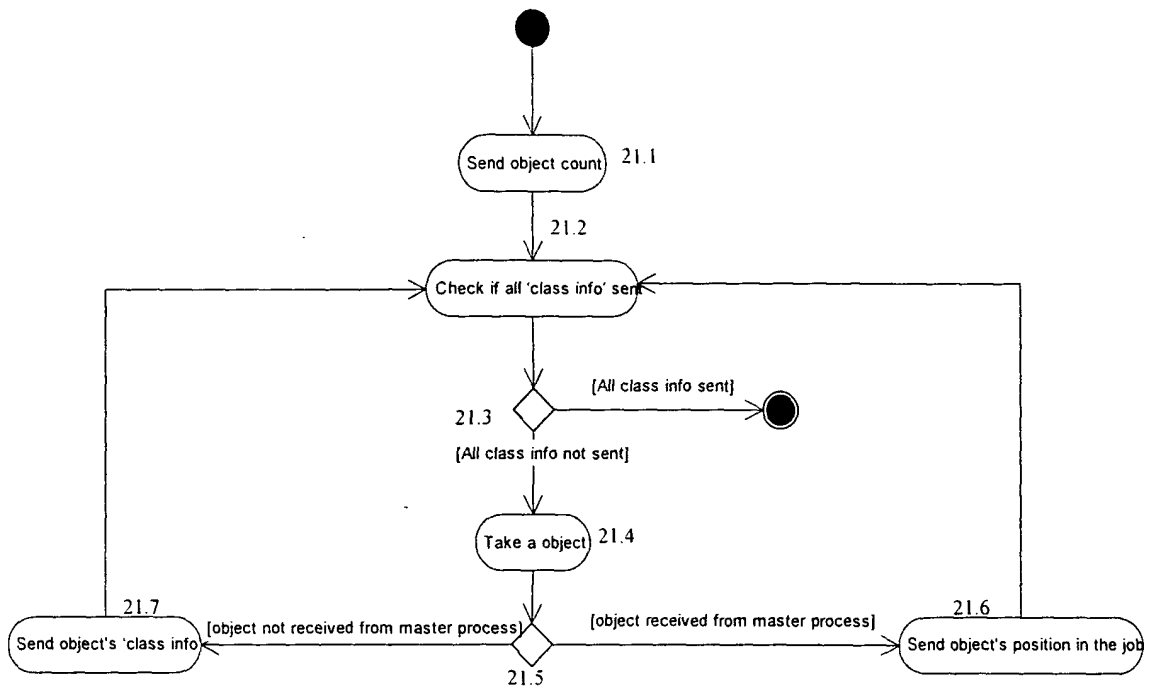 Send object count
21.1
21.2
Check if all 'class info' sent
21.3
[All class info sent]
[All class info not sent]
Take a object
21.4
21.7
[object not received from master process]
[object received from master process]
21.6
Send object's 'class info
21.5
Send object's position in the job